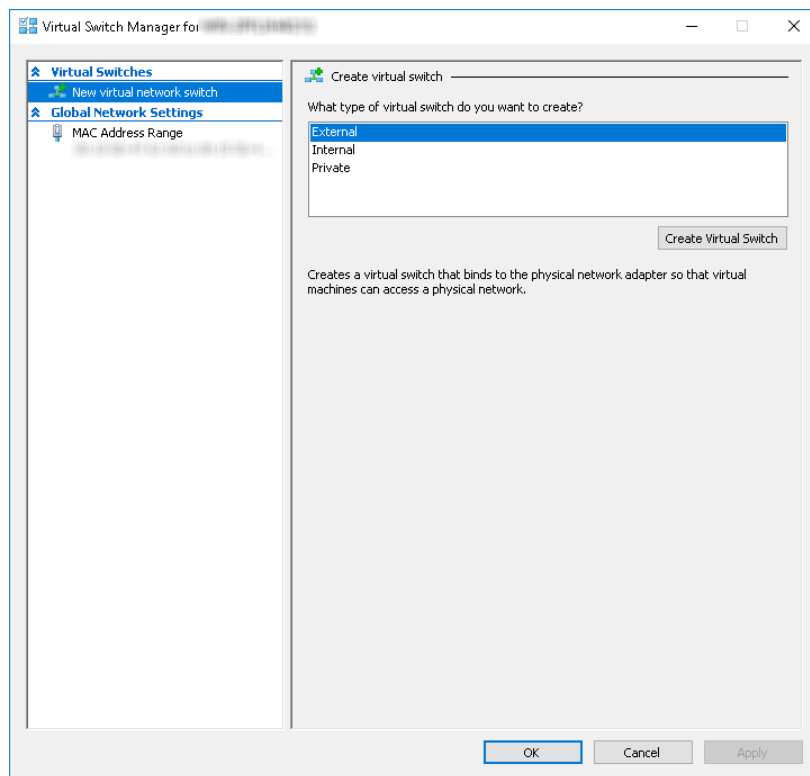 Virtual Switch Manager for
Virtual Switches
New virtual network switch
Global Network Settings
MAC Address Range
Create virtual switch
What type of virtual switch do you want to create?
External
Internal
Private
Create Virtual Switch
Creates a virtual switch that binds to the physical network adapter so that virtual
machines can access a physical network.
OK
Cancel
Apply